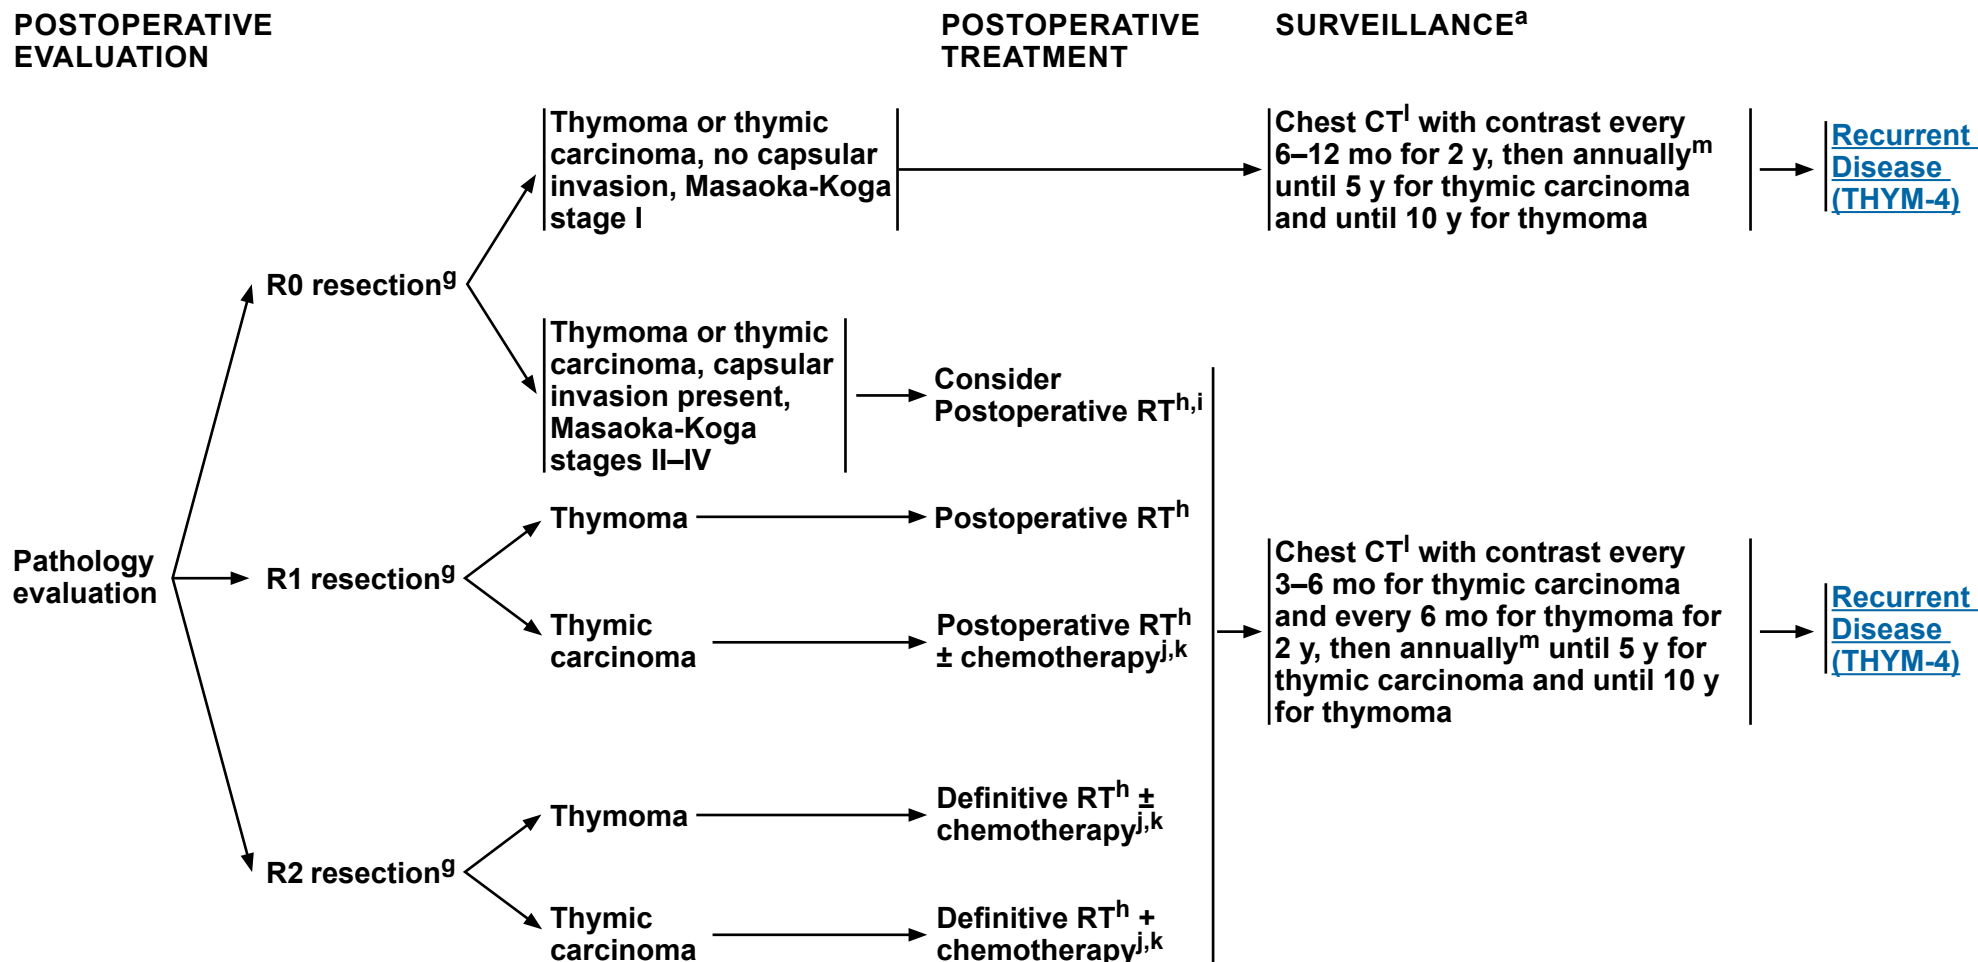 POSTOPERATIVE
EVALUATION
POSTOPERATIVE
TREATMENT
SURVEILLANCEa
Pathology
evaluation
R0 resectiong
Thymoma or thymic
carcinoma, no capsular
invasion, Masaoka-Koga
stage I
Chest CTl with contrast every
6–12 mo for 2 y, then annuallym
until 5 y for thymic carcinoma
and until 10 y for thymoma
Recurrent
Disease
(THYM-4)
Thymoma or thymic
carcinoma, capsular
invasion present,
Masaoka-Koga
stages II–IV
Consider
Postoperative RTh,i
R1 resectiong
Thymoma
Postoperative RTh
Thymic
carcinoma
Postoperative RTh
± chemotherapyj,k
R2 resectiong
Thymoma
Definitive RTh ±
chemotherapyj,k
Thymic
carcinoma
Definitive RTh +
chemotherapyj,k
Chest CTl with contrast every
3–6 mo for thymic carcinoma
and every 6 mo for thymoma for
2 y, then annuallym until 5 y for
thymic carcinoma and until 10 y
for thymoma
Recurrent
Disease
(THYM-4)